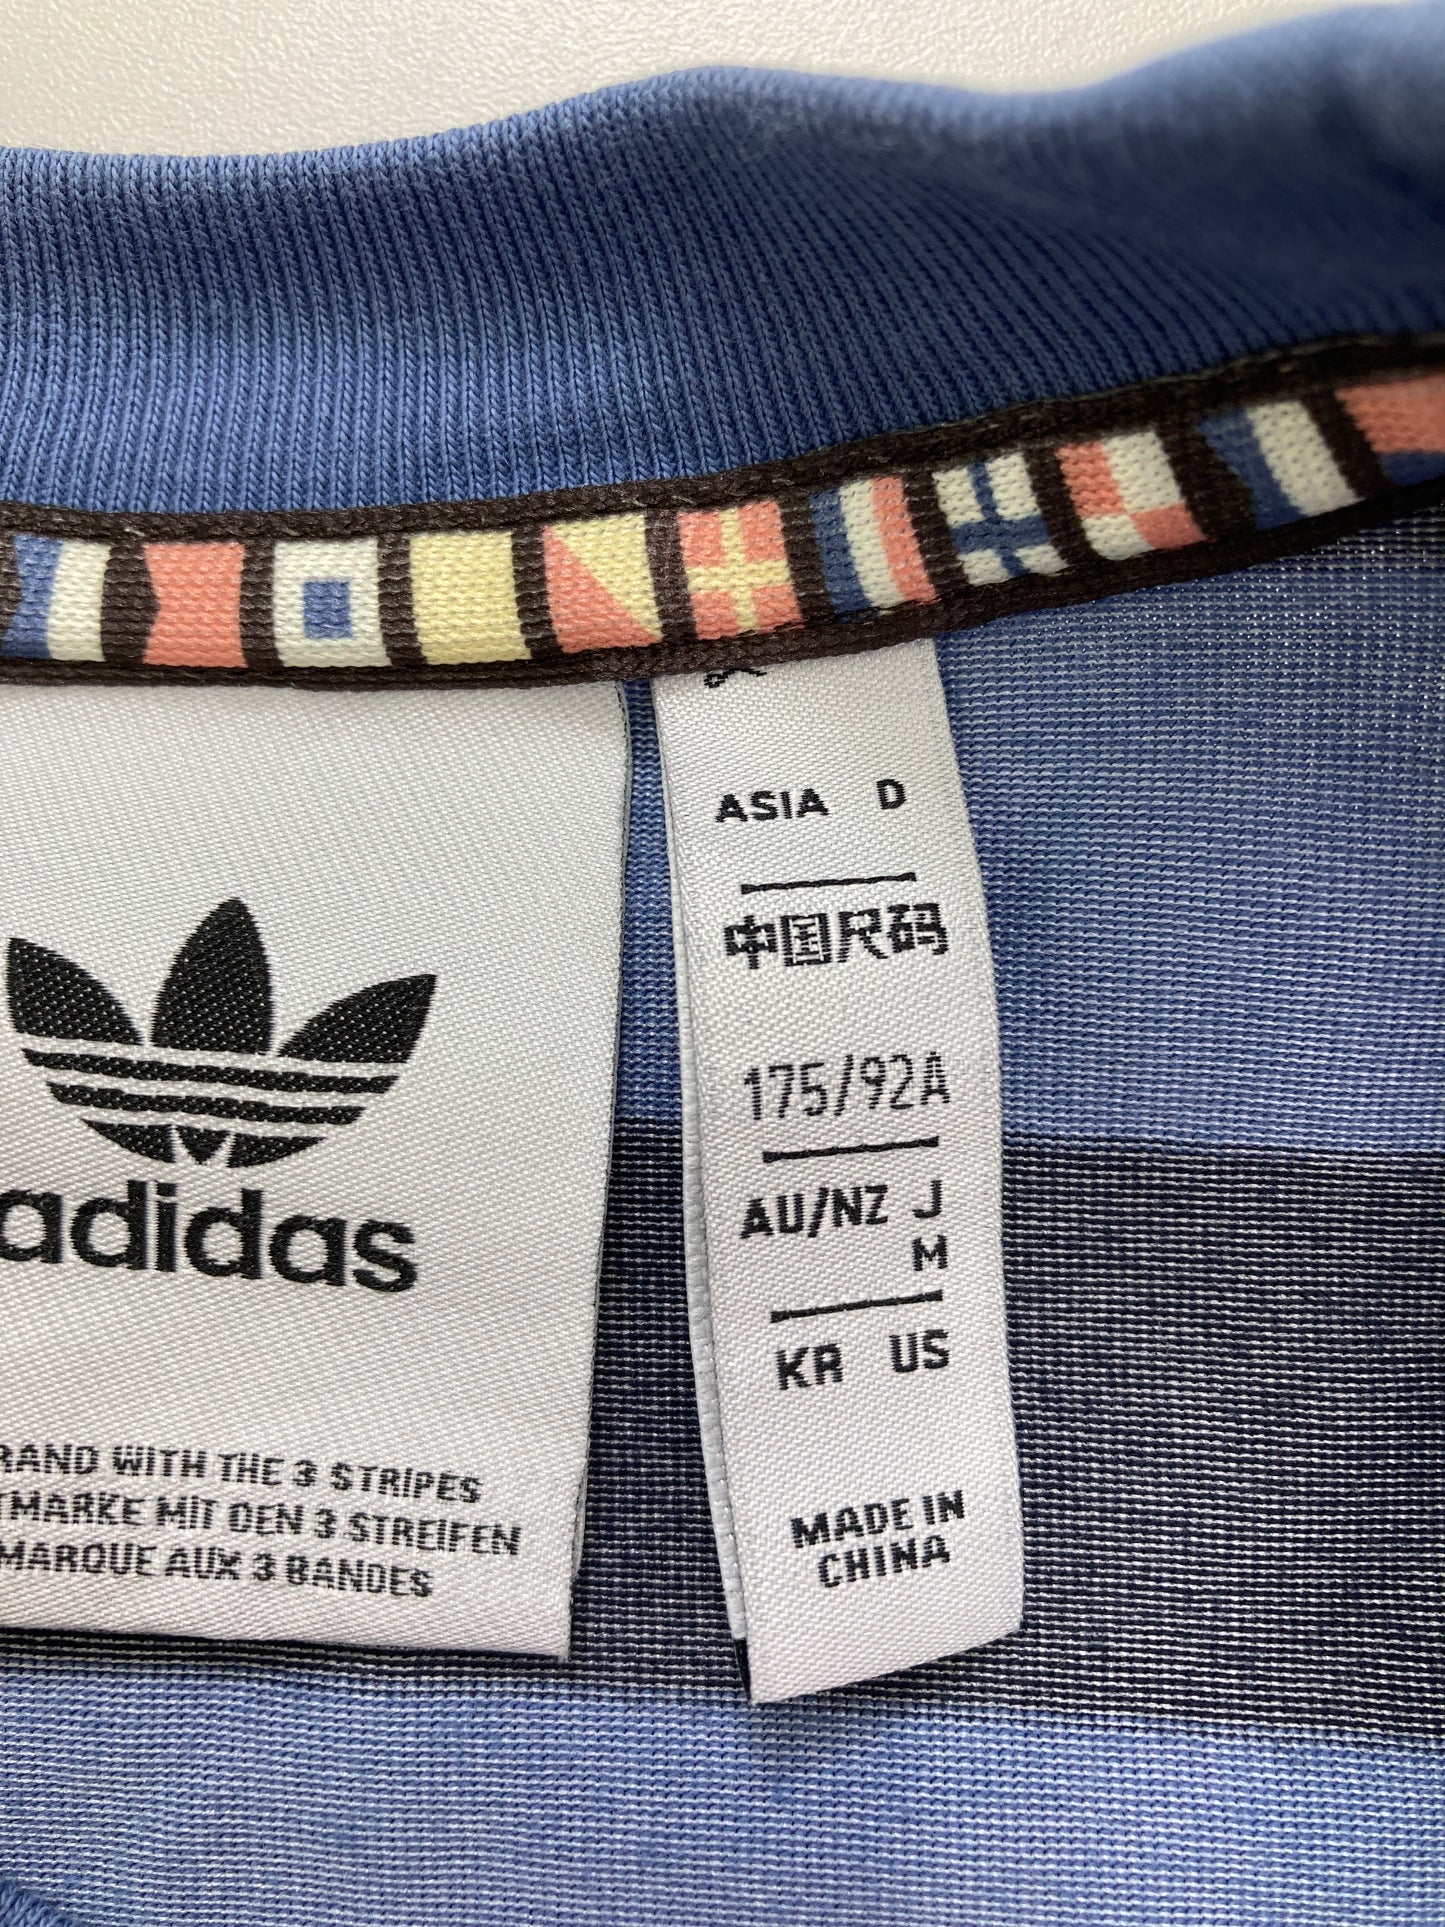 adidas
RAND WITH THE 3 STRIPES
TMARKE MIT DEN 3 STREIFEN
MARQUE AUX 3 BANDES
ASIA D
中国尺码
175/92A
AU/NZ J
M
KR US
MADE IN
CHINA